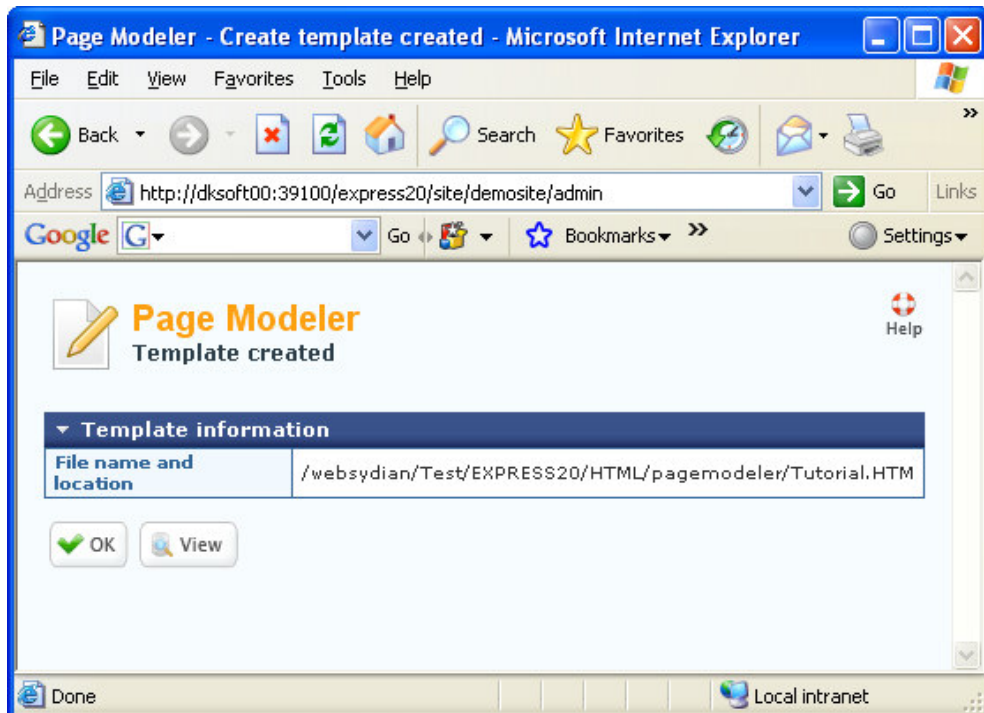 Page Modeler - Create template created - Microsoft Internet Explorer
File Edit View Favorites Tools Help
Back Search Favorites »
Address http://dksoft00:39100/express20/site/demosite/admin Go Links
Google G Go Bookmarks » Settings
Page Modeler
Help
Template created
Template information
File name and
location
/websydian/Test/EXPRESS20/HTML/pagemodeler/Tutorial.HTM
OK View
Done Local intranet